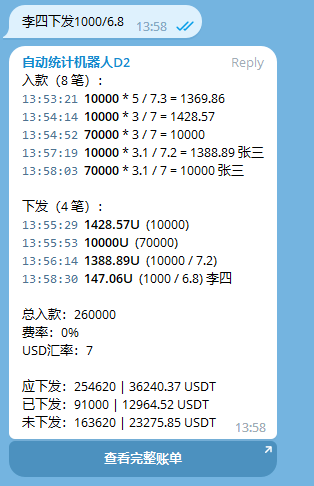 李四下发1000/6.8 13:58
自动统计机器人D2 Reply
入款（8 笔）:
13:53:21 10000 * 5 / 7.3 = 1369.86
13:54:14 10000 * 3 / 7 = 1428.57
13:54:52 70000 * 3 / 7 = 10000
13:57:19 10000 * 3.1 / 7.2 = 1388.89 张三
13:58:03 70000 * 3.1 / 7 = 10000 张三
下发（4 笔）:
13:55:29 1428.57U (10000)
13:55:53 10000U (70000)
13:56:14 1388.89U (10000 / 7.2)
13:58:30 147.06U (1000 / 6.8) 李四
总入款：260000
费率：0%
USD汇率：7
应下发：254620 | 36240.37 USDT
已下发：91000 | 12964.52 USDT
未下发：163620 | 23275.85 USDT
13:58
查看完整账单